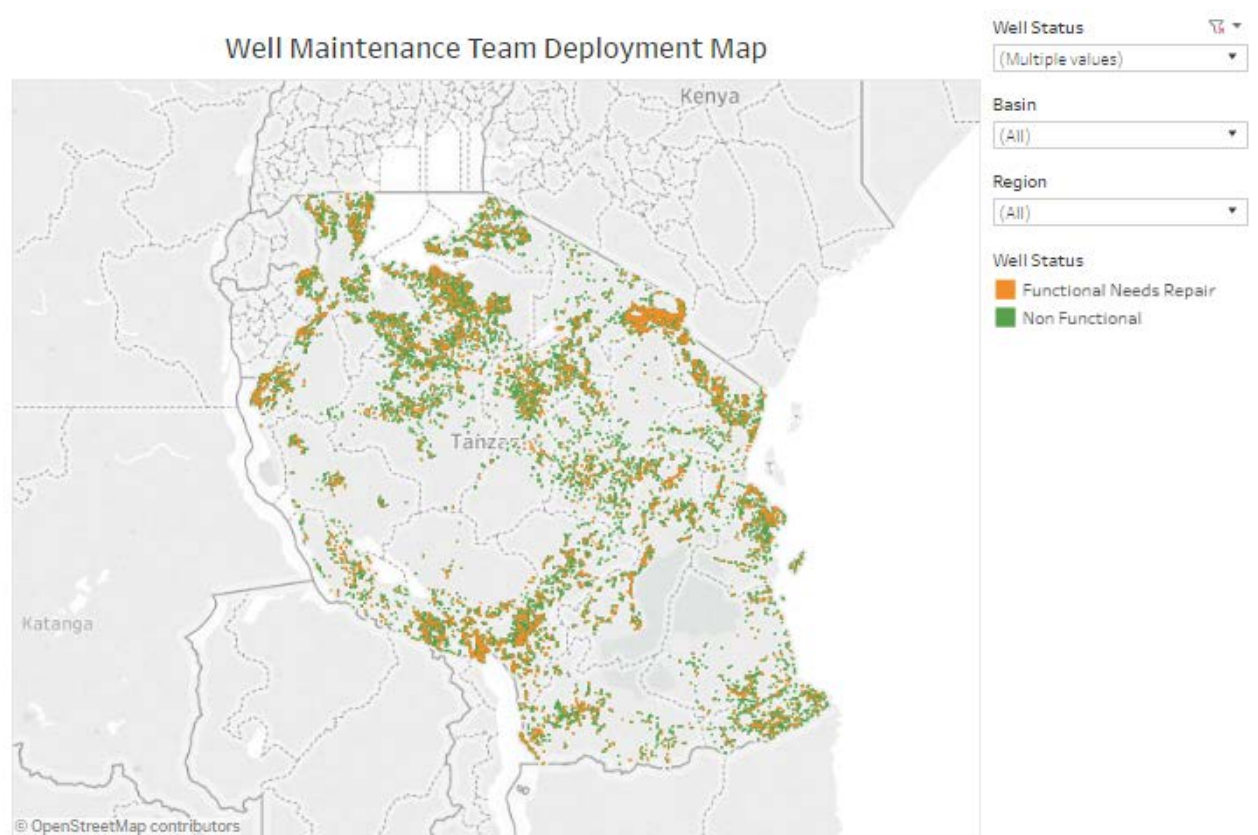 Well Maintenance Team Deployment Map
Kenya
Katanga
© OpenStreetMap contributors
Well Status
(Multiple values)
Basin
(All)
Region
(All)
Well Status
Functional Needs Repair
Non Functional